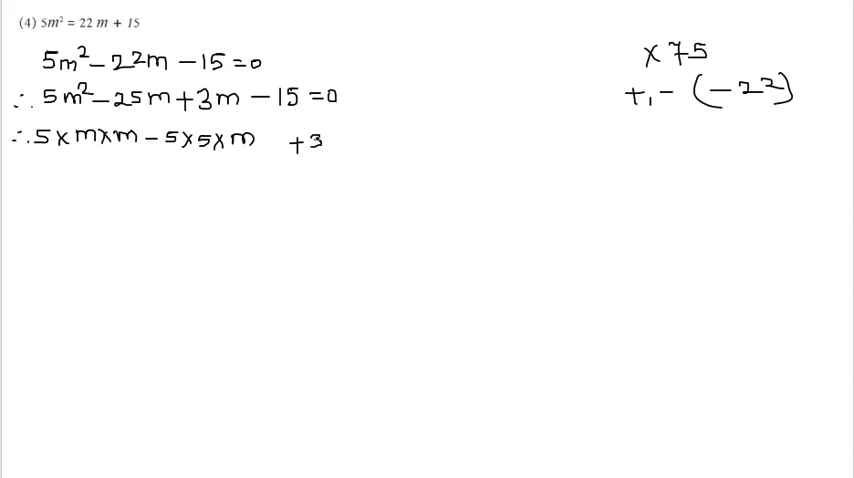 (4) 5m² = 22 m + 15
5m² - 22m - 15 = 0
∴ 5m² - 25m + 3m - 15 = 0
∴ 5 × m × m - 5 × 5 × m + 3
× 75
+, - (-22)